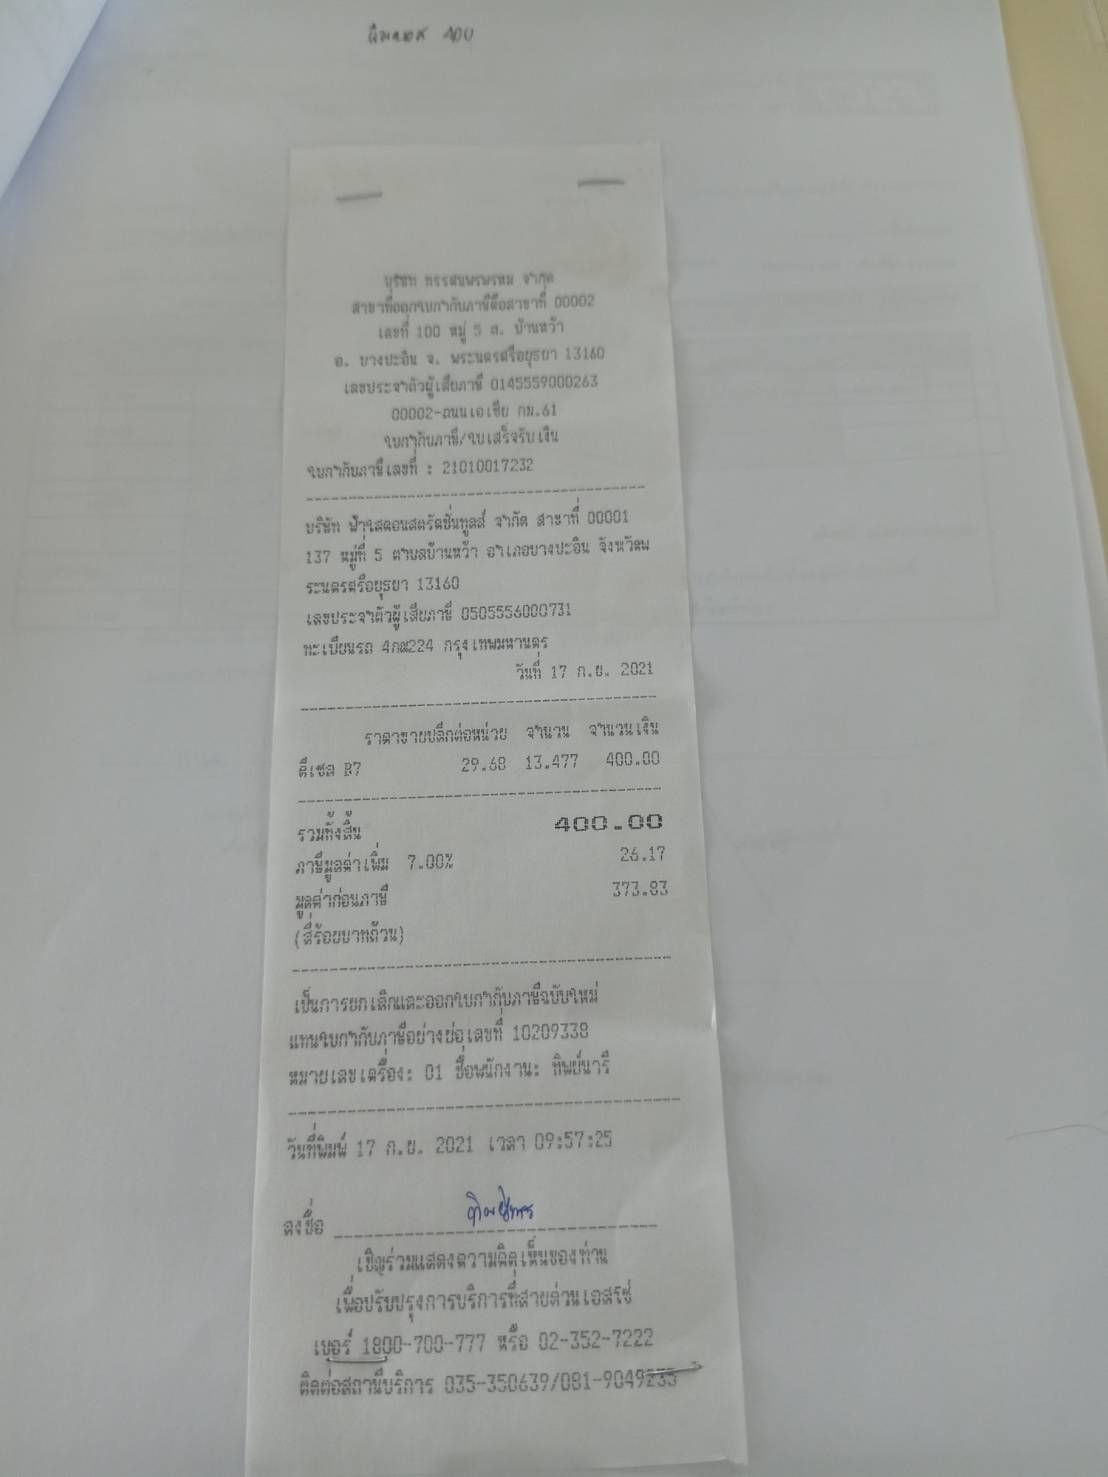 400
บริษัท ทรรศนพรพรหม จำกัด
สาขาที่ออกใบกำกับภาษีคือสาขาที่ 00002
เลขที่ 100 หมู่ 5 ต. บ้านหว้า
อ. บางปะอิน จ. พระนครศรีอยุธยา 13160
เลขประจำตัวผู้เสียภาษี 0145559000263
00002-ถนนเอเซีย กม.61
ใบกำกับภาษี/ใบเสร็จรับเงิน
ใบกำกับภาษีเลขที่ : 21010017232
บริษัท ฟ้าใสคอนสตรัคชั่นทูลส์ จำกัด สาขาที่ 00001
137 หมู่ที่ 5 ตำบลบ้านหว้า อำเภอบางปะอิน จังหวัดพ
ระนครศรีอยุธยา 13160
เลขประจำตัวผู้เสียภาษี 0505556000731
ทะเบียนรถ 4กฬ224 กรุงเทพมหานคร
วันที่ 17 ก.ย. 2021
ราคาขายปลีกต่อหน่วย จำนวน จำนวนเงิน
ดีเซล B7 29.68 13.477 400.00
รวมทั้งสิ้น 400.00
ภาษีมูลค่าเพิ่ม 7.00% 26.17
มูลค่าก่อนภาษี 373.83
(สี่ร้อยบาทถ้วน)
เป็นการยกเลิกและออกใบกำกับภาษีฉบับใหม่
แทนใบกำกับภาษีอย่างย่อเลขที่ 10209338
หมายเลขเครื่อง: 01 ชื่อพนักงาน: ทิพย์นารี
วันที่พิมพ์ 17 ก.ย. 2021 เวลา 09:57:25
ลงชื่อ
เชิญร่วมแสดงความคิดเห็นของท่าน
เพื่อปรับปรุงการบริการที่สายด่วนเอสโซ่
เบอร์ 1800-700-777 หรือ 02-352-7222
ติดต่อสถานีบริการ 035-350639/081-9049235